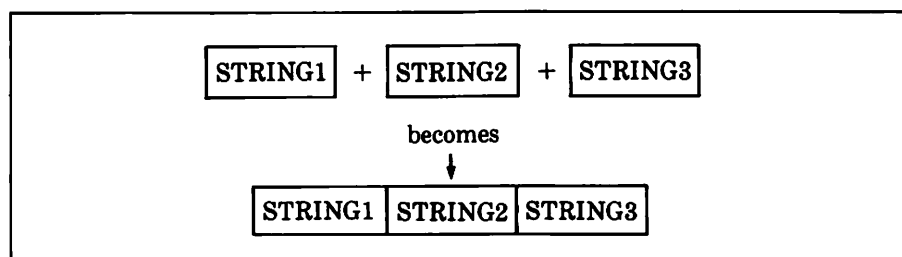 STRING1 + STRING2 + STRING3
becomes
STRING1 STRING2 STRING3